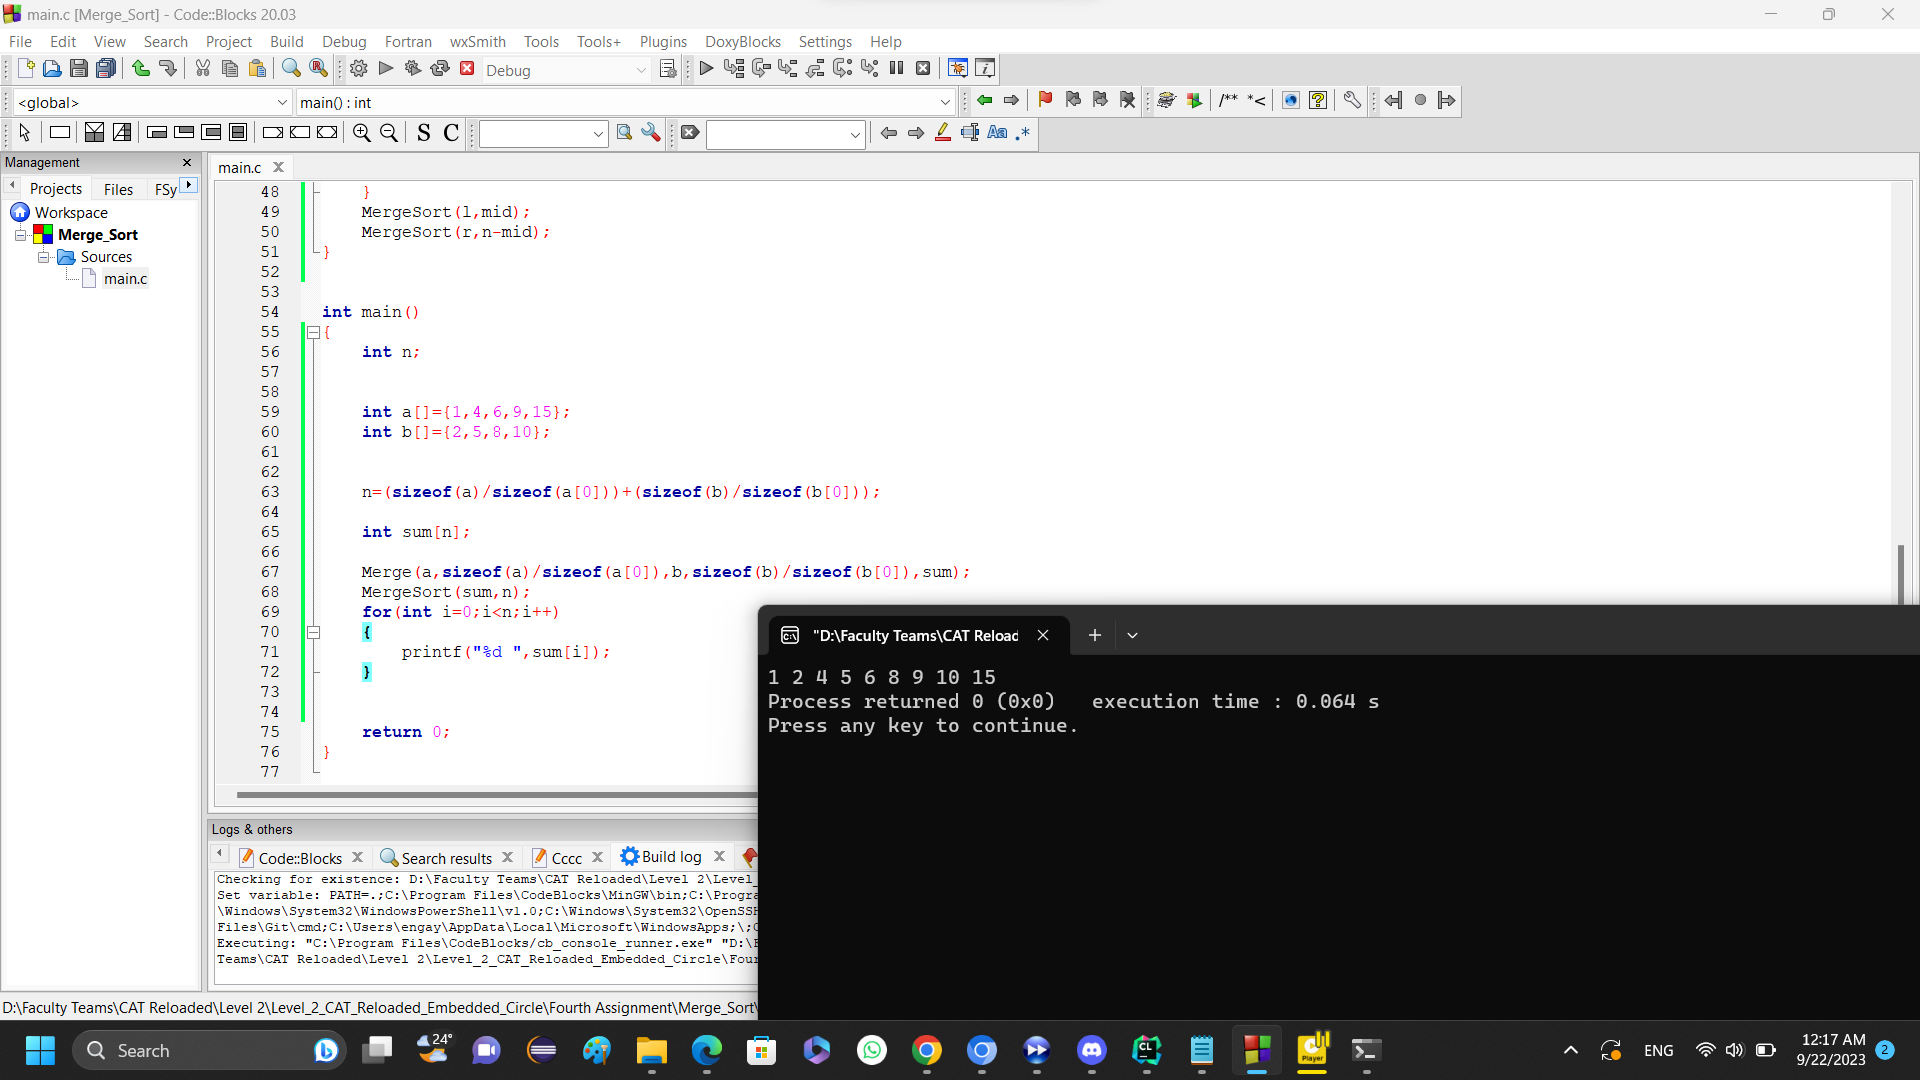 main.c [Merge_Sort] - Code::Blocks 20.03
File Edit View Search Project Build Debug Fortran wxSmith Tools Tools+ Plugins DoxyBlocks Settings Help
Debug
<global> main() : int
/** *<
S C Aa .*
Management
Projects Files FSy
Workspace
Merge_Sort
Sources
main.c
main.c
48 }
49 MergeSort(l,mid);
50 MergeSort(r,n-mid);
51 }
52
53
54 int main()
55 {
56 int n;
57
58
59 int a[]={1,4,6,9,15};
60 int b[]={2,5,8,10};
61
62
63 n=(sizeof(a)/sizeof(a[0]))+(sizeof(b)/sizeof(b[0]));
64
65 int sum[n];
66
67 Merge(a,sizeof(a)/sizeof(a[0]),b,sizeof(b)/sizeof(b[0]),sum);
68 MergeSort(sum,n);
69 for(int i=0;i<n;i++)
70 {
71 printf("%d ",sum[i]);
72 }
73
74
75 return 0;
76 }
77
"D:\Faculty Teams\CAT Reload
1 2 4 5 6 8 9 10 15
Process returned 0 (0x0) execution time : 0.064 s
Press any key to continue.
Logs & others
Code::Blocks Search results Cccc Build log
Checking for existence: D:\Faculty Teams\CAT Reloaded\Level 2\Level_
Set variable: PATH=.;C:\Program Files\CodeBlocks\MinGW\bin;C:\Progra
\Windows\System32\WindowsPowerShell\v1.0;C:\Windows\System32\OpenSSH
Files\Git\cmd;C:\Users\engay\AppData\Local\Microsoft\WindowsApps;\;C
Executing: "C:\Program Files\CodeBlocks/cb_console_runner.exe" "D:\F
Teams\CAT Reloaded\Level 2\Level_2_CAT_Reloaded_Embedded_Circle\Four
D:\Faculty Teams\CAT Reloaded\Level 2\Level_2_CAT_Reloaded_Embedded_Circle\Fourth Assignment\Merge_Sort\
Search
24°
CL
Player
ENG
12:17 AM
9/22/2023
2